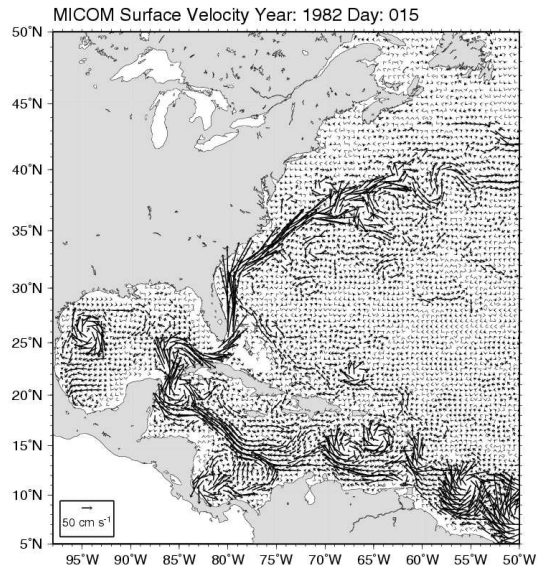 MICOM Surface Velocity Year: 1982 Day: 015
50°N
45°N
40°N
35°N
30°N
25°N
20°N
15°N
10°N
5°N
50 cm s⁻¹
95°W 90°W 85°W 80°W 75°W 70°W 65°W 60°W 55°W 50°W